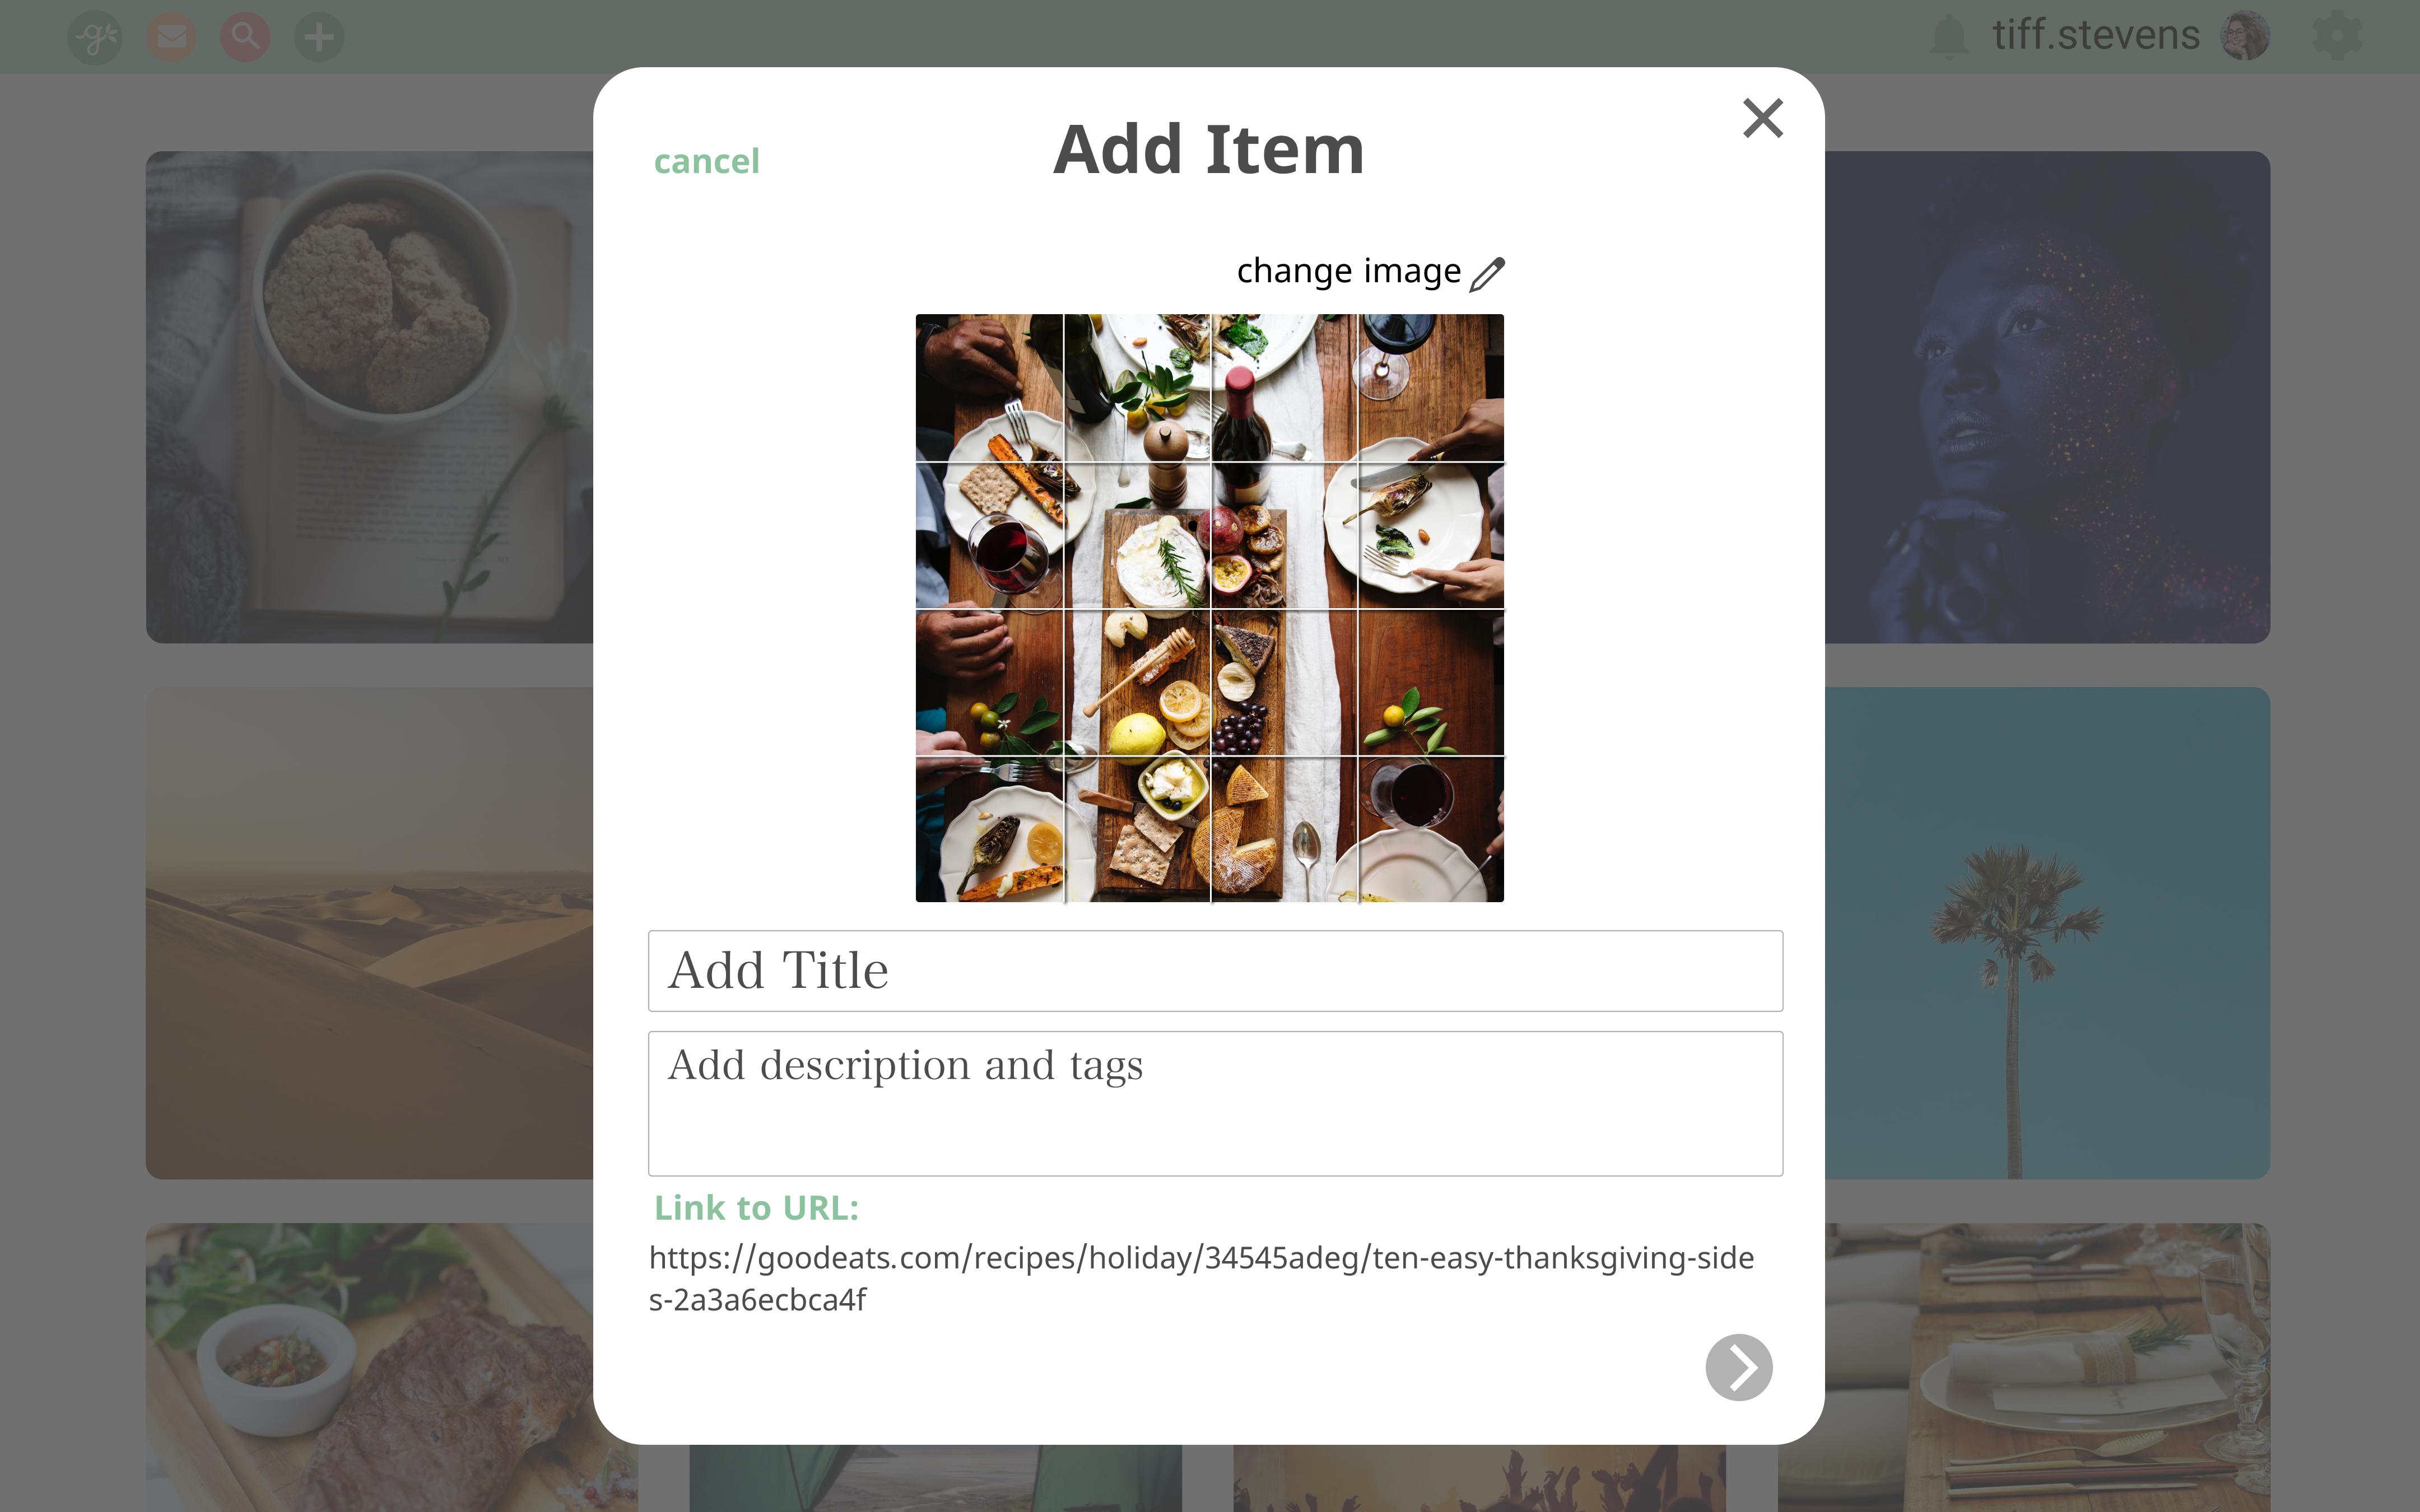 g
tiff.stevens
cancel
Add Item
change image
Add Title
Add description and tags
Link to URL:
https://goodeats.com/recipes/holiday/34545adeg/ten-easy-thanksgiving-side
s-2a3a6ecbca4f